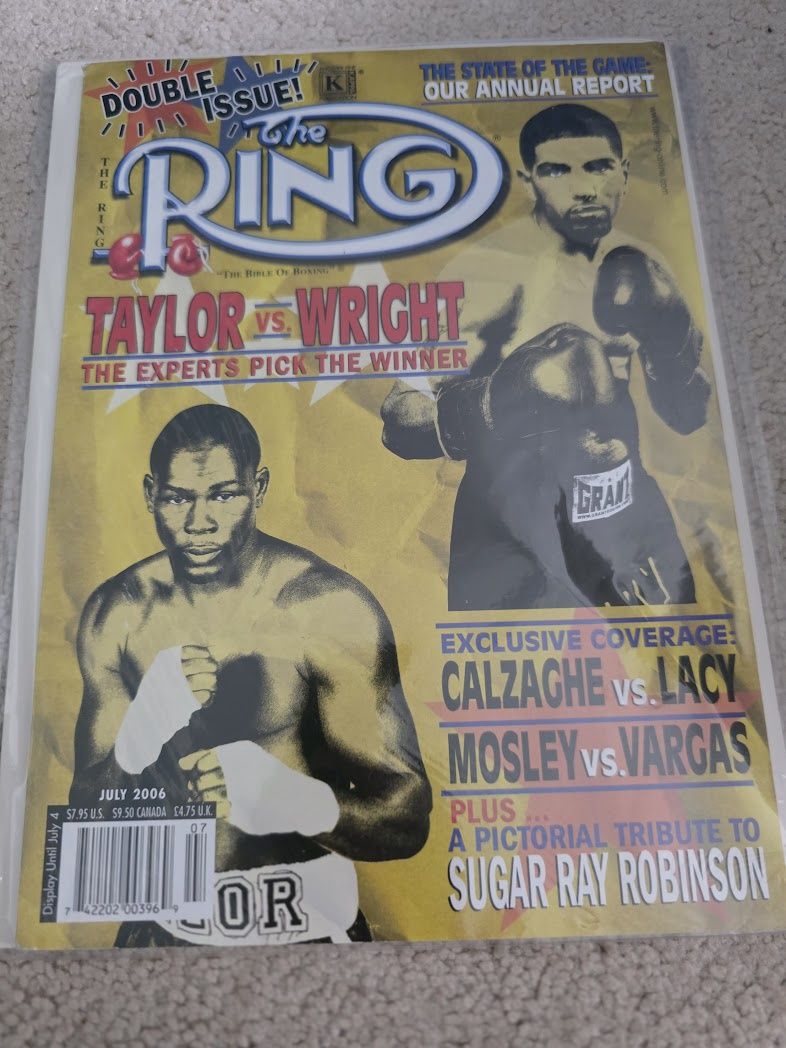 DOUBLE
ISSUE!
K
THE STATE OF THE GAME:
OUR ANNUAL REPORT
The
RING
THE RING
"THE BIBLE OF BOXING"
TAYLOR VS. WRIGHT
THE EXPERTS PICK THE WINNER
GRANT
EXCLUSIVE COVERAGE:
CALZAGHE VS. LACY
MOSLEY VS. VARGAS
PLUS ...
A PICTORIAL TRIBUTE TO
SUGAR RAY ROBINSON
JULY 2006
$7.95 U.S. $9.50 CANADA £4.75 U.K.
Display Until July 4
07
7 42202 00396 9
OR